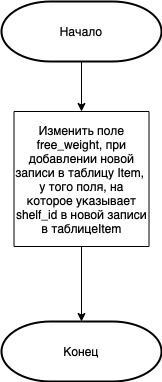 Начало
Изменить поле
free_weight, при
добавлении новой
записи в таблицу Item,
у того поля, на
которое указывает
shelf_id в новой записи
в таблицеItem
Конец